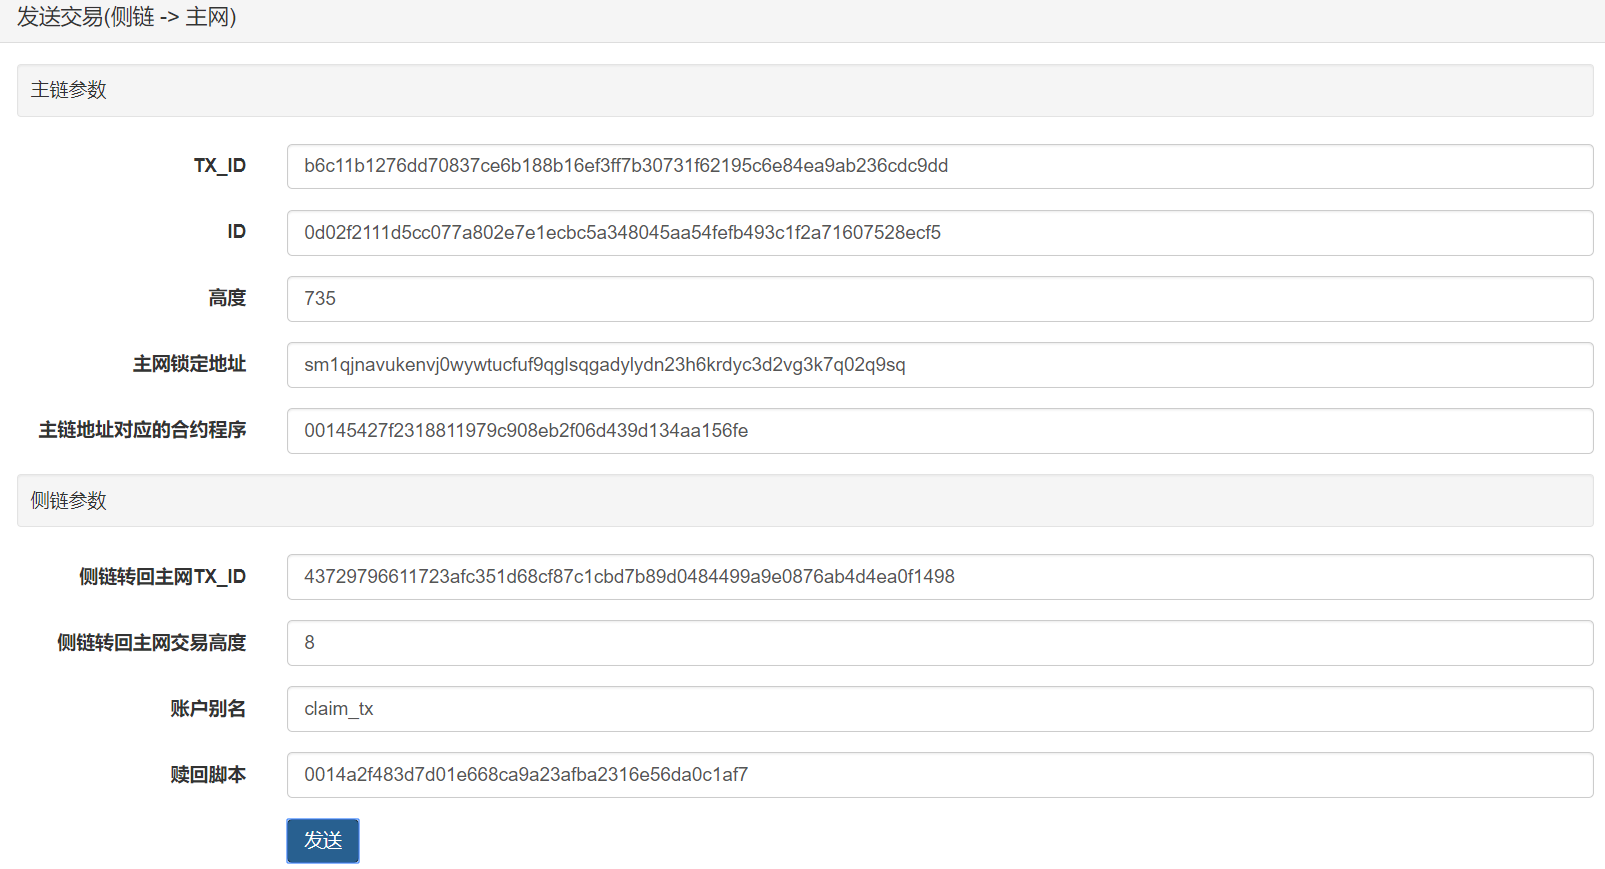 发送交易(侧链 -> 主网)
主链参数
TX_ID
b6c11b1276dd70837ce6b188b16ef3ff7b30731f62195c6e84ea9ab236cdc9dd
ID
0d02f2111d5cc077a802e7e1ecbc5a348045aa54fefb493c1f2a71607528ecf5
高度
735
主网锁定地址
sm1qjnavukenvj0wywtucfuf9qglsqgadylydn23h6krdyc3d2vg3k7q02q9sq
主链地址对应的合约程序
00145427f2318811979c908eb2f06d439d134aa156fe
侧链参数
侧链转回主网TX_ID
43729796611723afc351d68cf87c1cbd7b89d0484499a9e0876ab4d4ea0f1498
侧链转回主网交易高度
8
账户别名
claim_tx
赎回脚本
0014a2f483d7d01e668ca9a23afba2316e56da0c1af7
发送